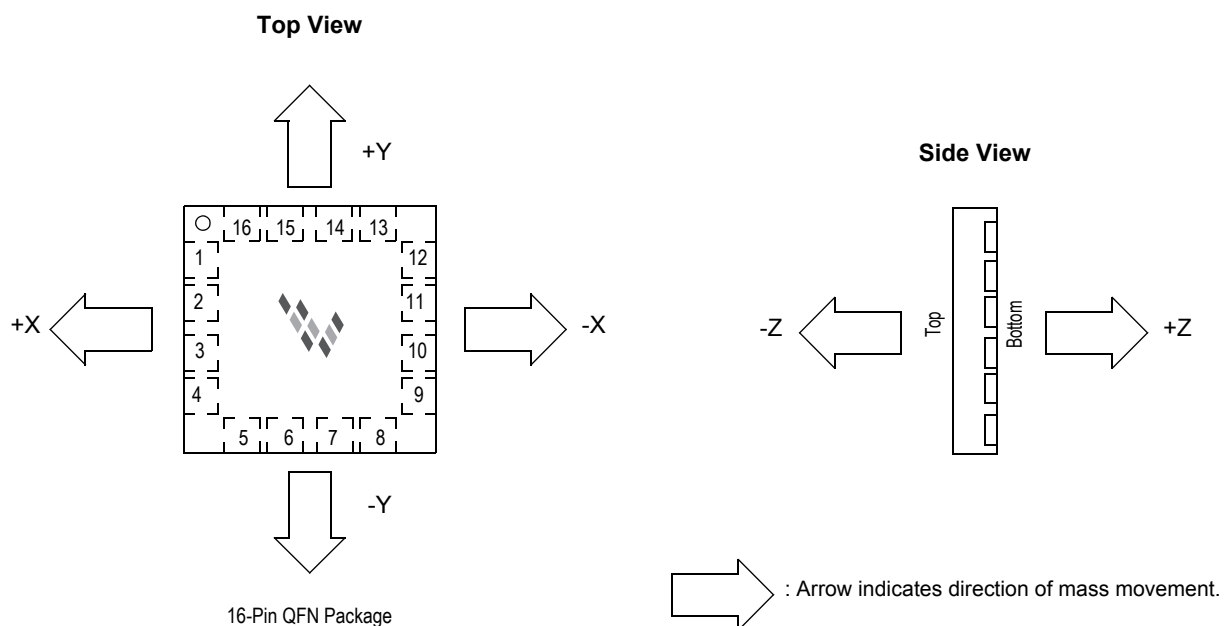 Top View
+Y
Side View
16 15 14 13
1
12
2
11
+X
-X
-Z
Top
Bottom
+Z
3
10
4
9
5 6 7 8
-Y
: Arrow indicates direction of mass movement.
16-Pin QFN Package